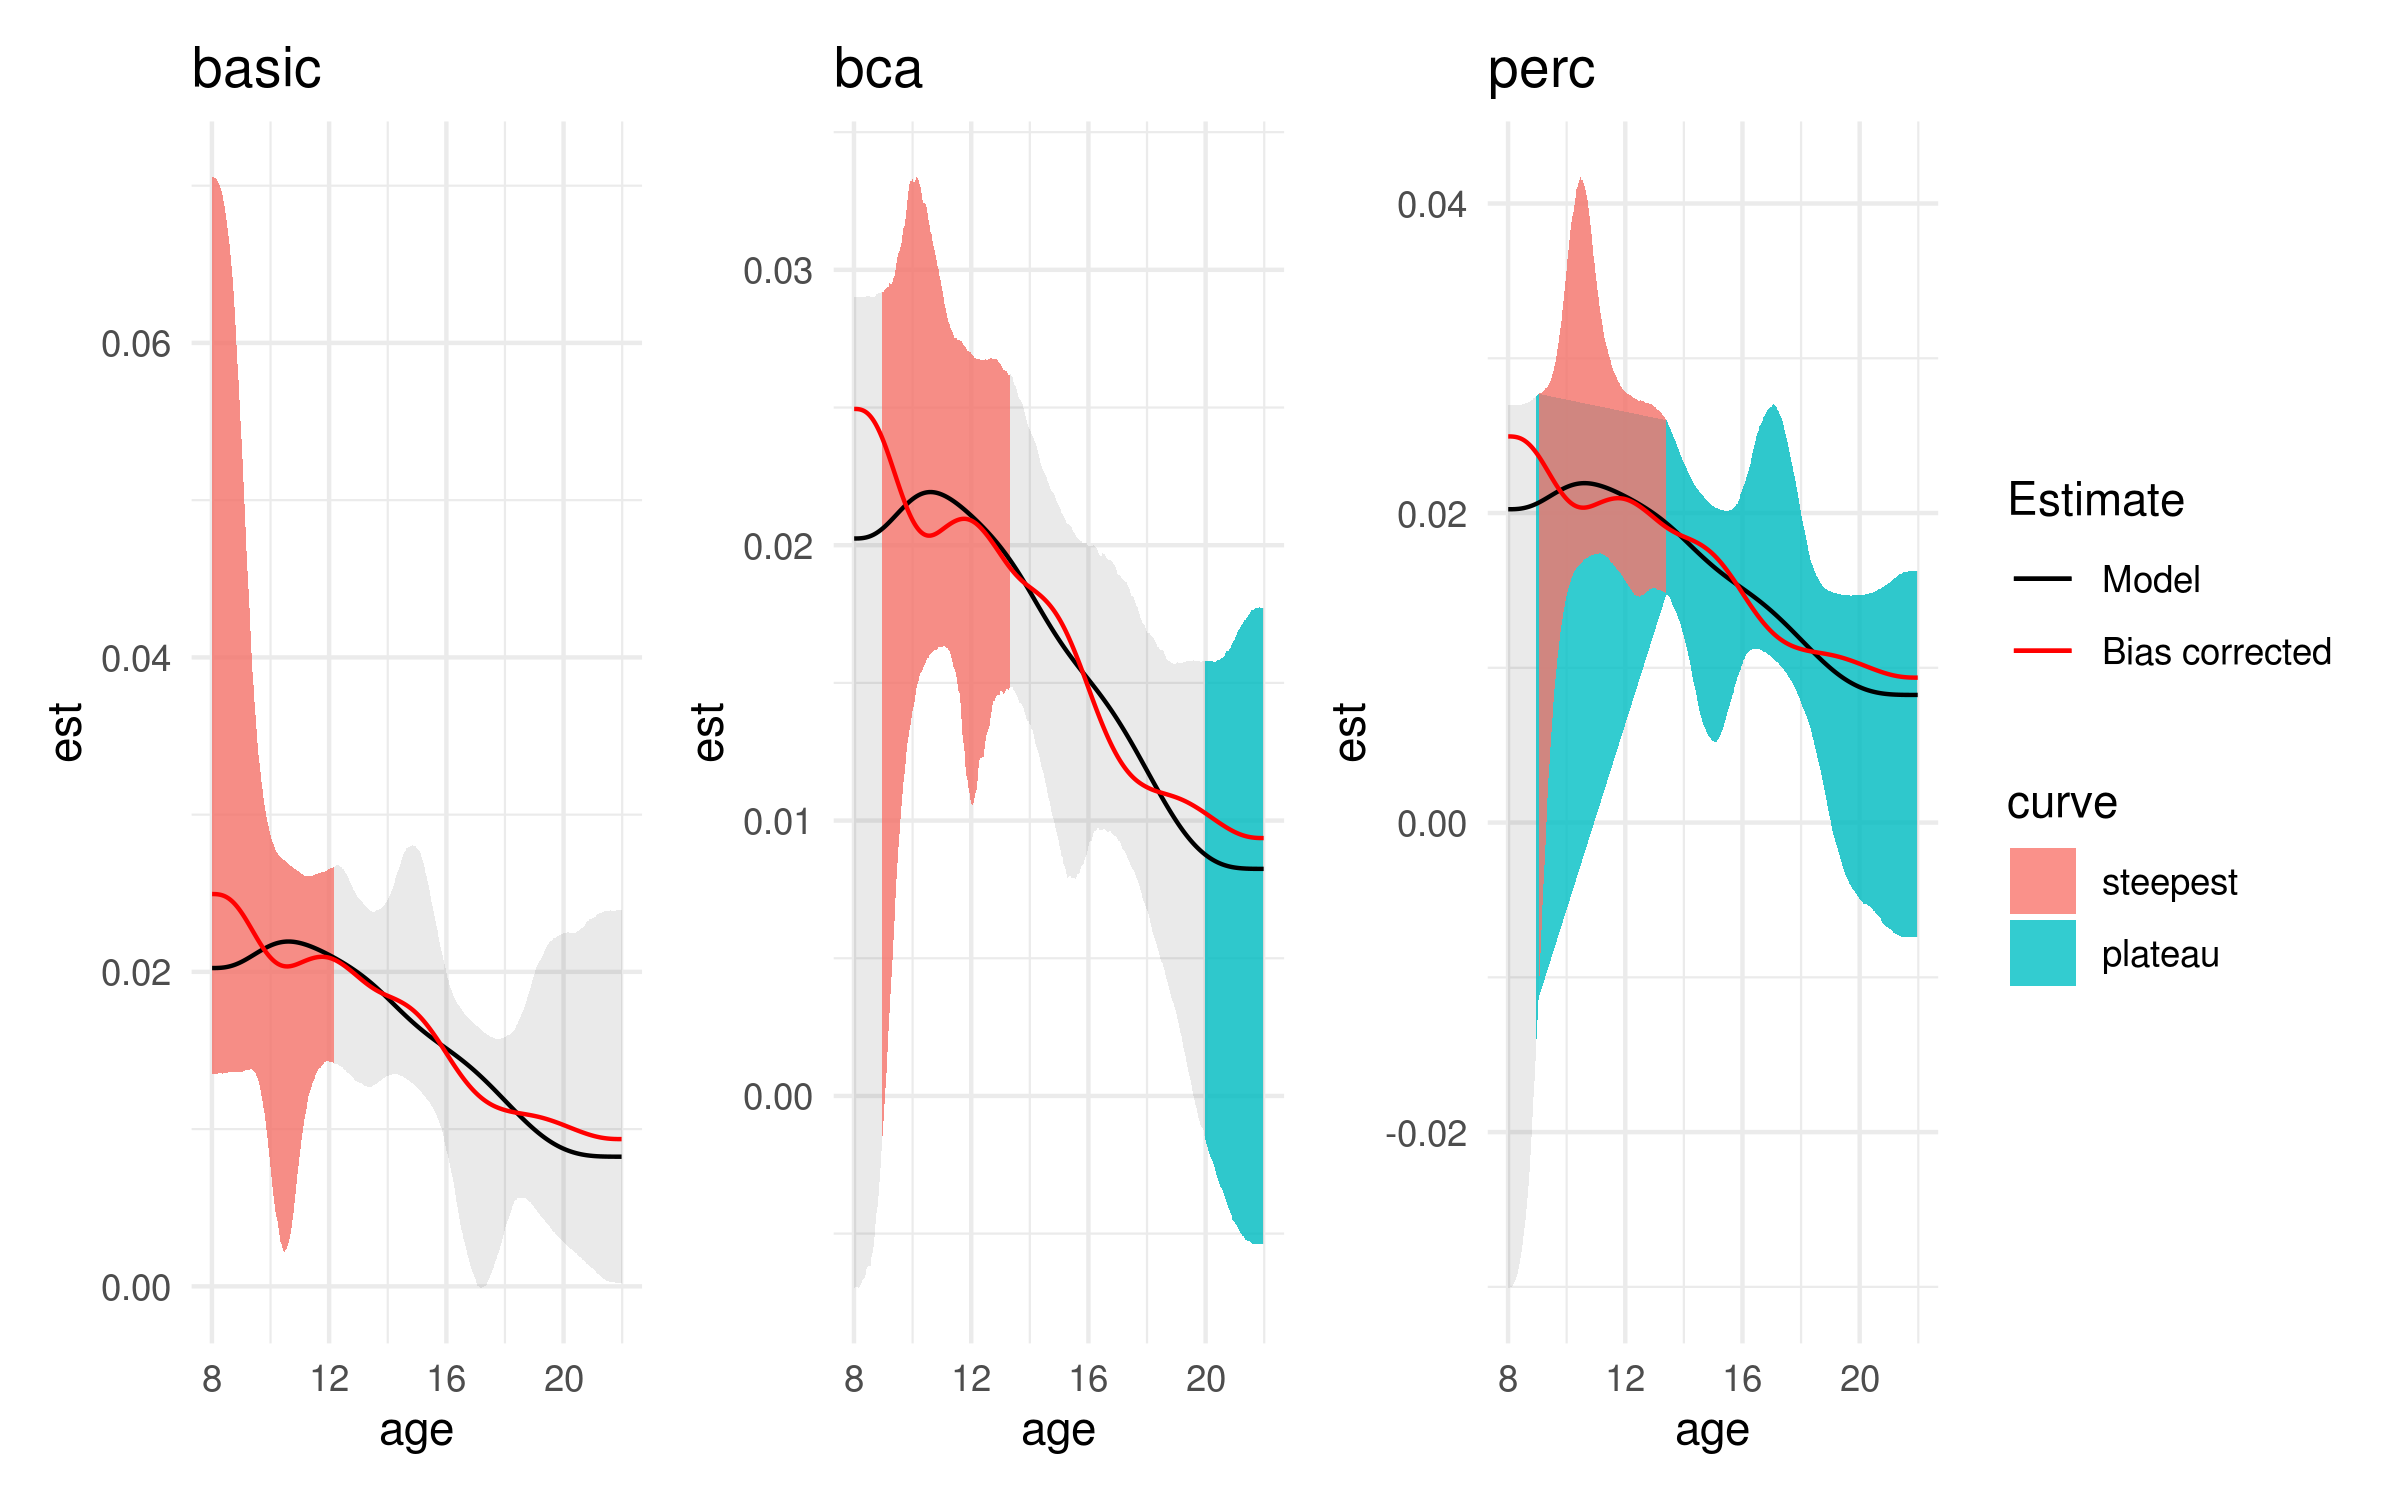 basic
est
0.06
0.04
0.02
0.00
8 12 16 20
age
bca
est
0.03
0.02
0.01
0.00
8 12 16 20
age
perc
est
0.04
0.02
0.00
-0.02
8 12 16 20
age
Estimate
Model
Bias corrected
curve
steepest
plateau